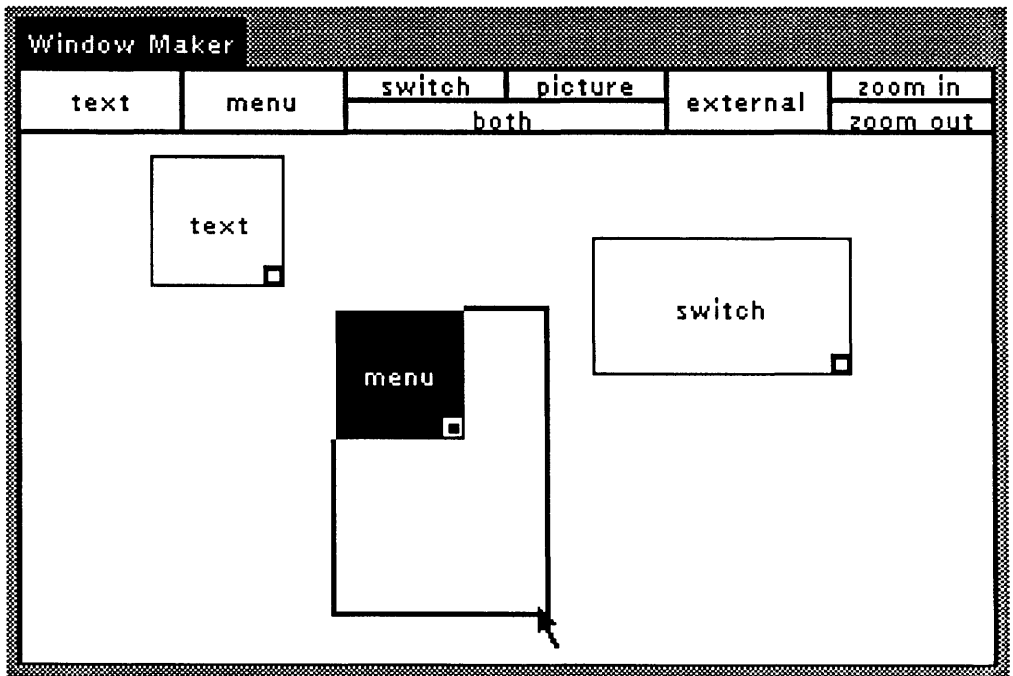 Window Maker
text
menu
switch
picture
both
external
zoom in
zoom out
text
switch
menu